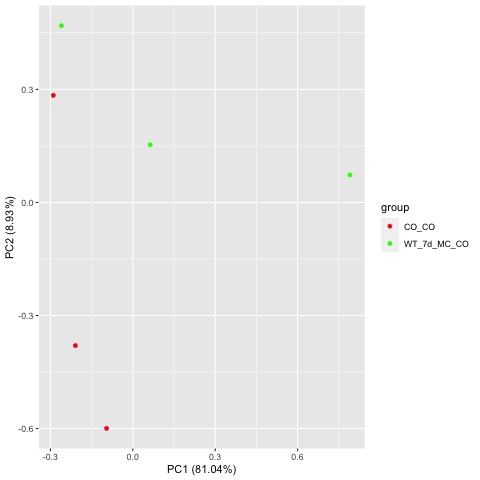 0.3
0.0
-0.3
-0.6
PC2 (8.93%)
-0.3
0.0
0.3
0.6
PC1 (81.04%)
group
CO_CO
WT_7d_MC_CO